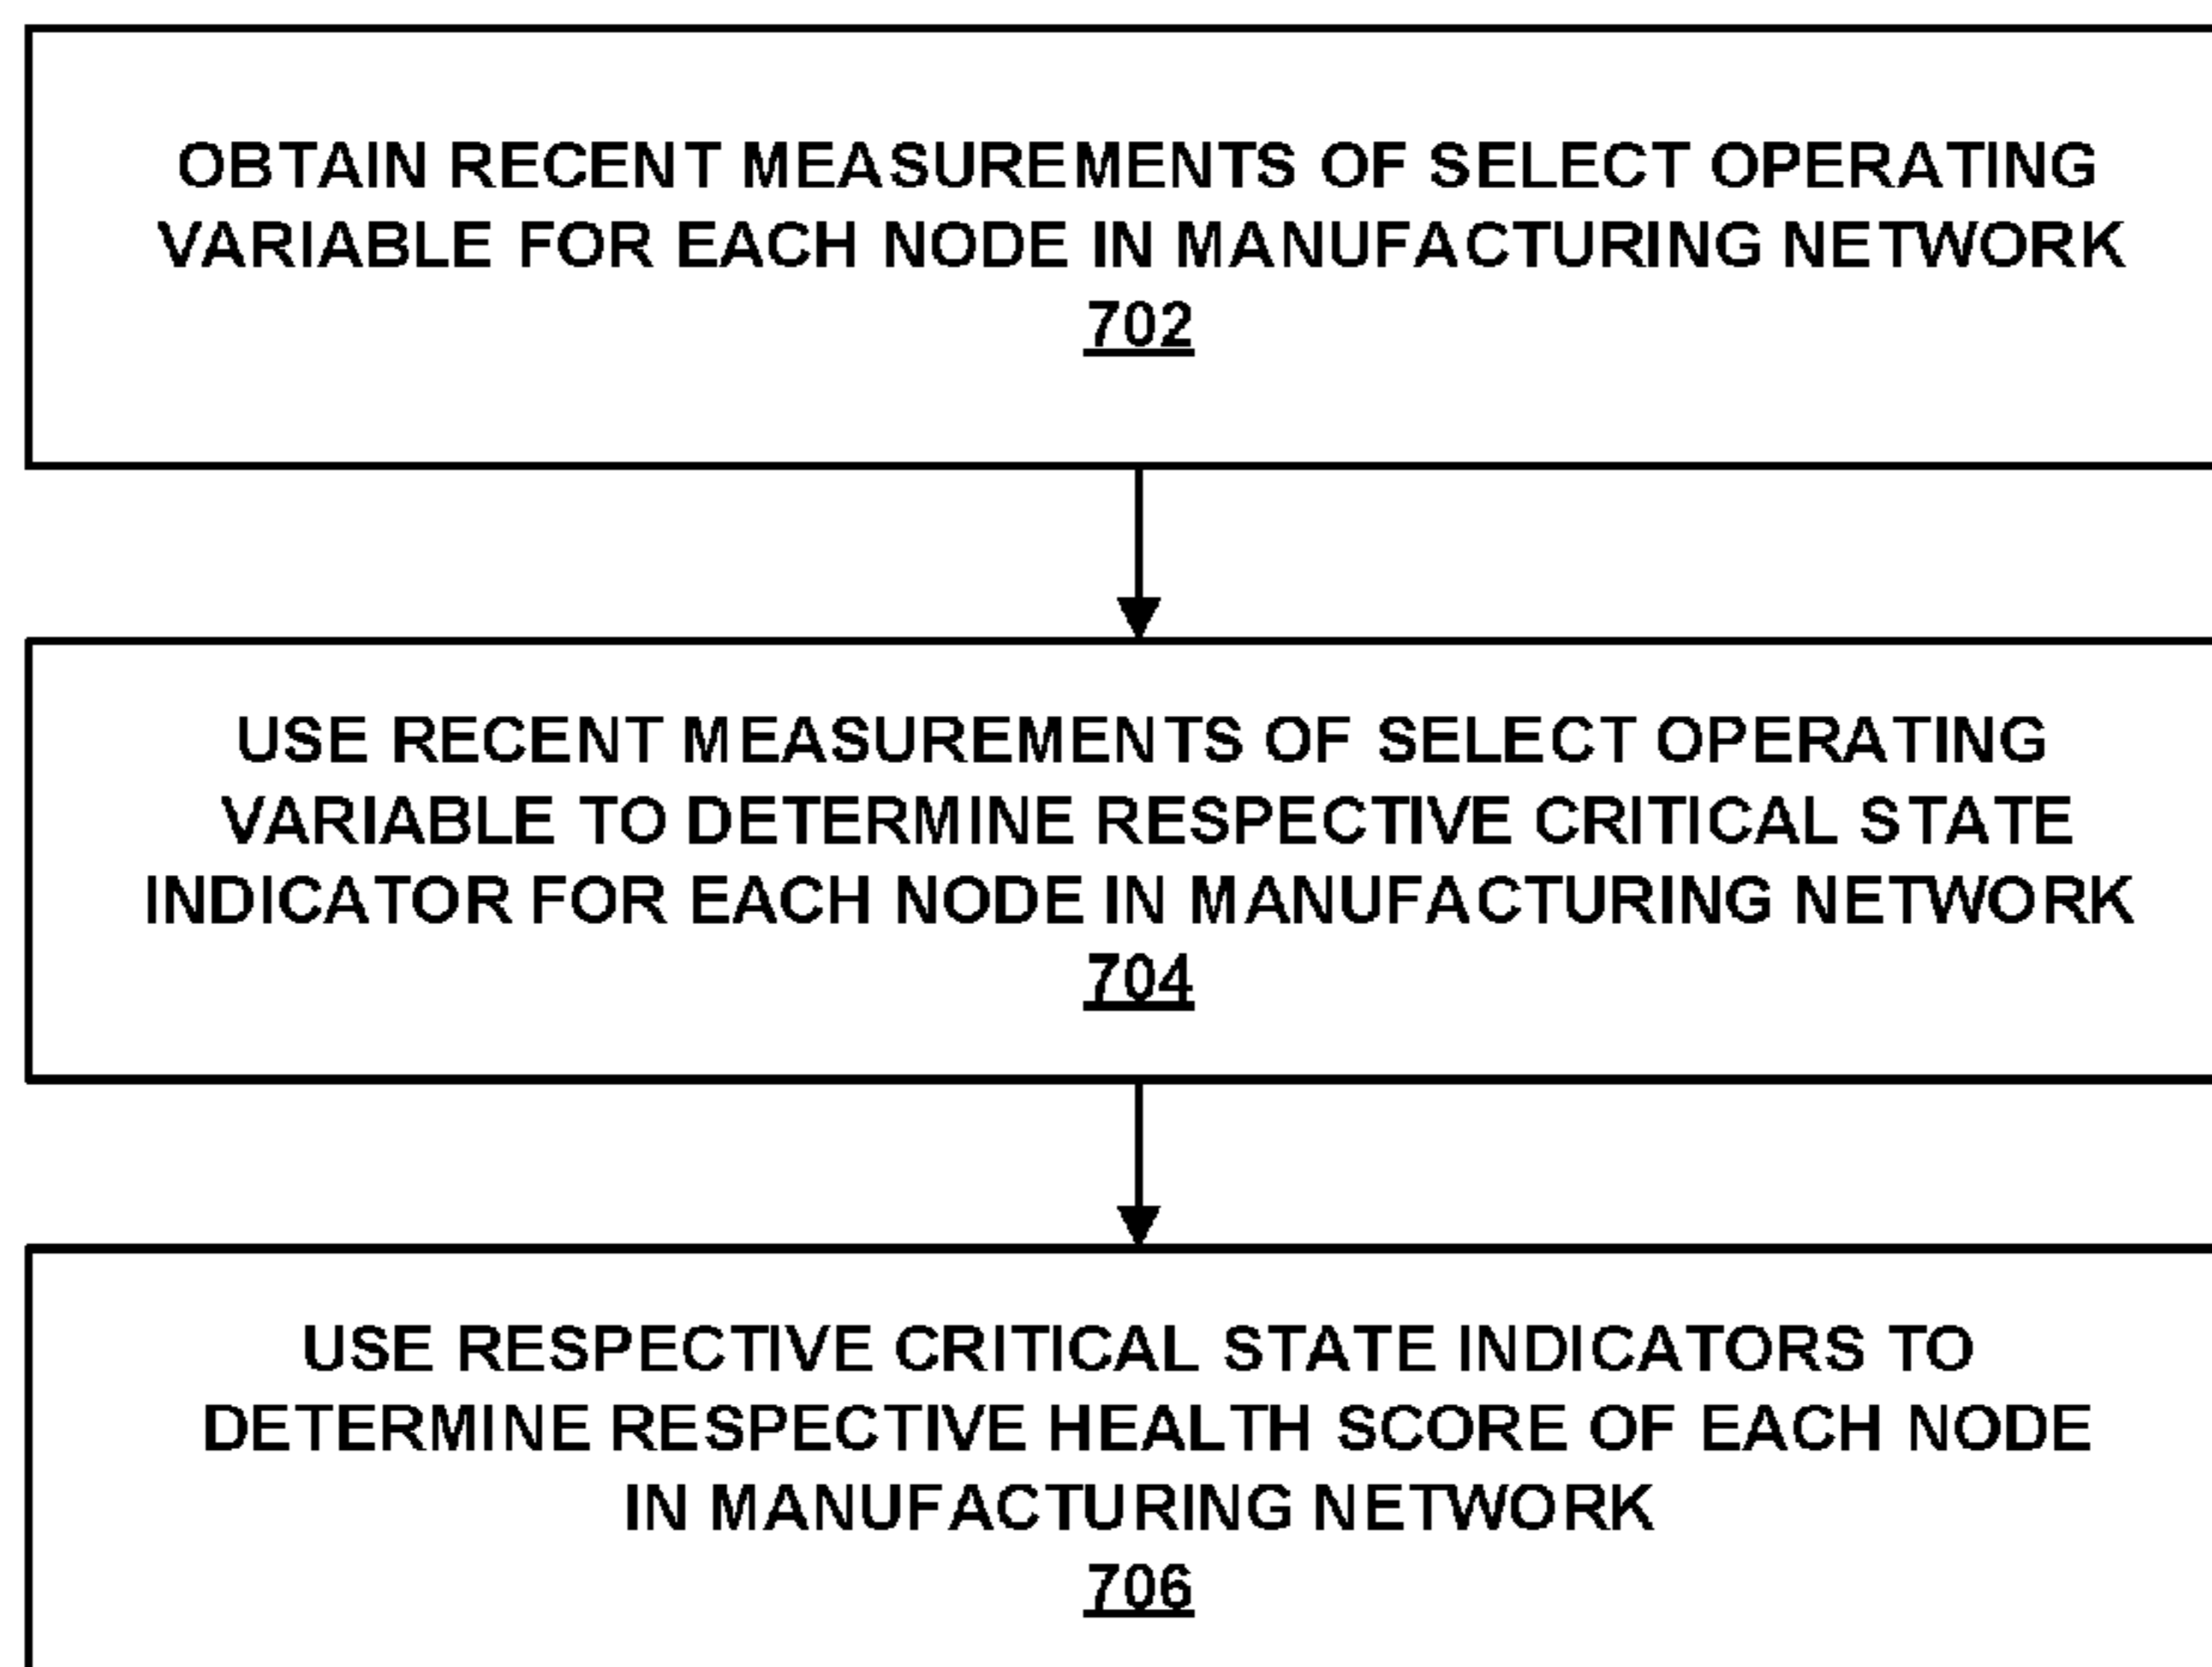 OBTAIN RECENT MEASUREMENTS OF SELECT OPERATING
VARIABLE FOR EACH NODE IN MANUFACTURING NETWORK
702
USE RECENT MEASUREMENTS OF SELECT OPERATING
VARIABLE TO DETERMINE RESPECTIVE CRITICAL STATE
INDICATOR FOR EACH NODE IN MANUFACTURING NETWORK
704
USE RESPECTIVE CRITICAL STATE INDICATORS TO
DETERMINE RESPECTIVE HEALTH SCORE OF EACH NODE
IN MANUFACTURING NETWORK
706